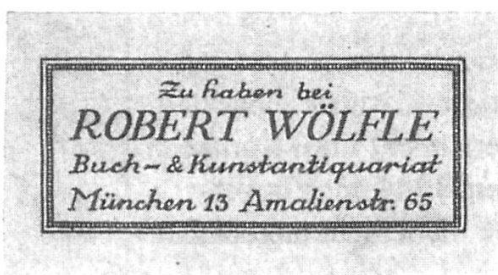 Zu haben bei
ROBERT WÖLFLE
Buch- & Kunstantiquariat
München 13 Amalienstr. 65